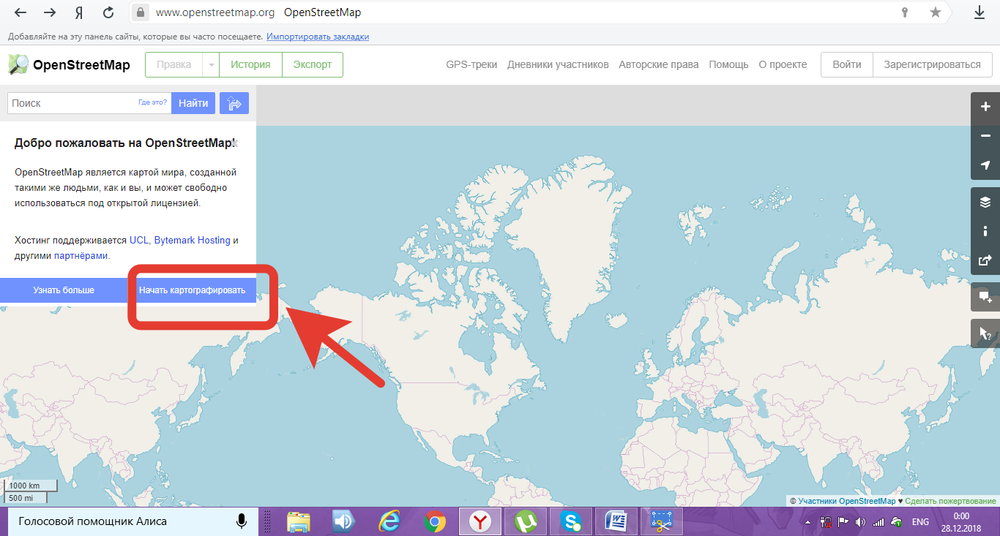 Я www.openstreetmap.org OpenStreetMap
Добавляйте на эту панель сайты, которые вы часто посещаете. Импортировать закладки
OpenStreetMap Правка История Экспорт GPS-треки Дневники участников Авторские права Помощь О проекте Войти Зарегистрироваться
Поиск Где это? Найти
Добро пожаловать на OpenStreetMap!
OpenStreetMap является картой мира, созданной
такими же людьми, как и вы, и может свободно
использоваться под открытой лицензией.
Хостинг поддерживается UCL, Bytemark Hosting и
другими партнёрами.
Узнать больше Начать картографировать
1000 km
500 mi
© Участники OpenStreetMap ♥ Сделать пожертвование
Голосовой помощник Алиса ENG 0:00
28.12.2018